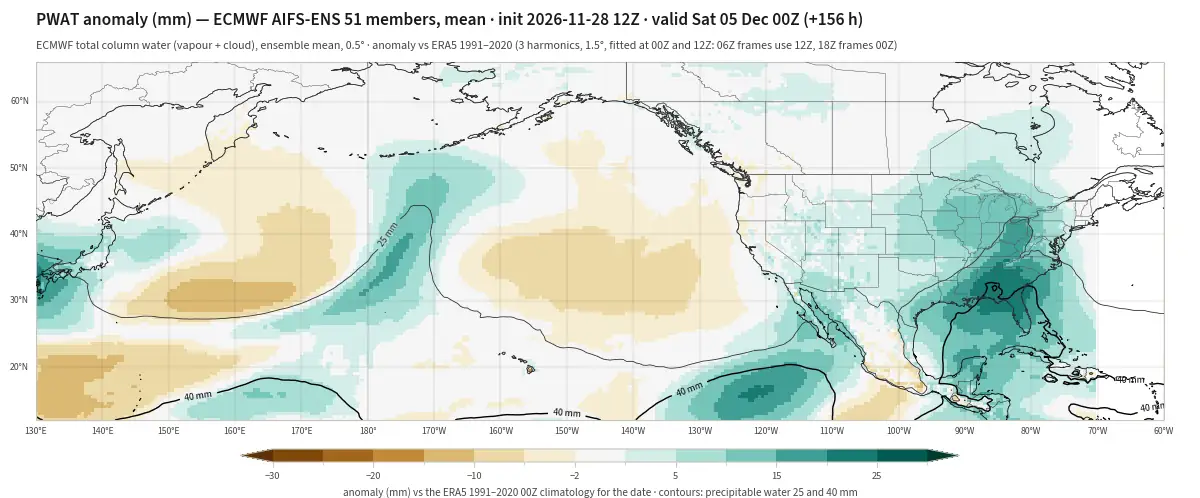 PWAT anomaly (mm) — ECMWF AIFS-ENS 51 members, mean · init 2026-11-28 12Z · valid Sat 05 Dec 00Z (+156 h)
ECMWF total column water (vapour + cloud), ensemble mean, 0.5° · anomaly vs ERA5 1991–2020 (3 harmonics, 1.5°, fitted at 00Z and 12Z: 06Z frames use 12Z, 18Z frames 00Z)
60°N
50°N
40°N
30°N
20°N
25 mm
40 mm
40 mm
40 mm
40 mm
40 mm
130°E 140°E 150°E 160°E 170°E 180° 170°W 160°W 150°W 140°W 130°W 120°W 110°W 100°W 90°W 80°W 70°W 60°W
−30 −20 −10 −2 5 15 25
anomaly (mm) vs the ERA5 1991–2020 00Z climatology for the date · contours: precipitable water 25 and 40 mm